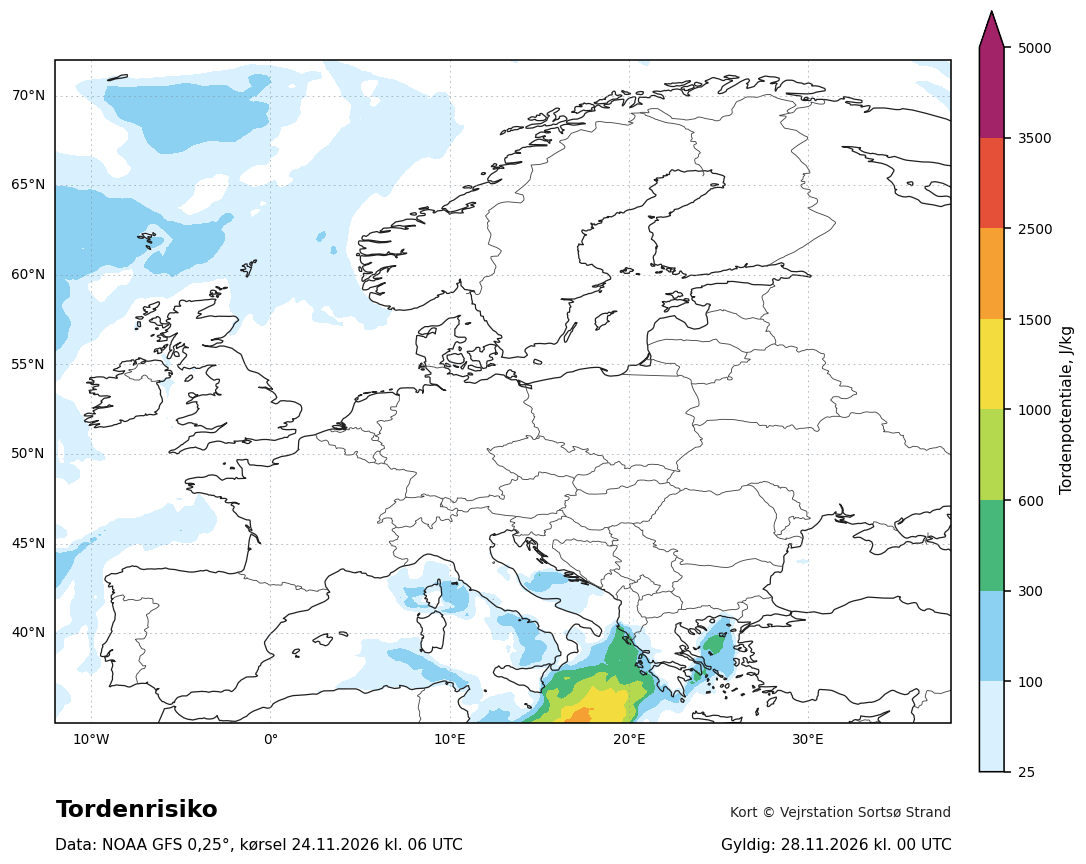 70°N
65°N
60°N
55°N
50°N
45°N
40°N
10°W
0°
10°E
20°E
30°E
5000
3500
2500
1500
1000
600
300
100
25
Tordenpotentiale, J/kg
Tordenrisiko
Kort © Vejrstation Sortsø Strand
Data: NOAA GFS 0,25°, kørsel 24.11.2026 kl. 06 UTC
Gyldig: 28.11.2026 kl. 00 UTC